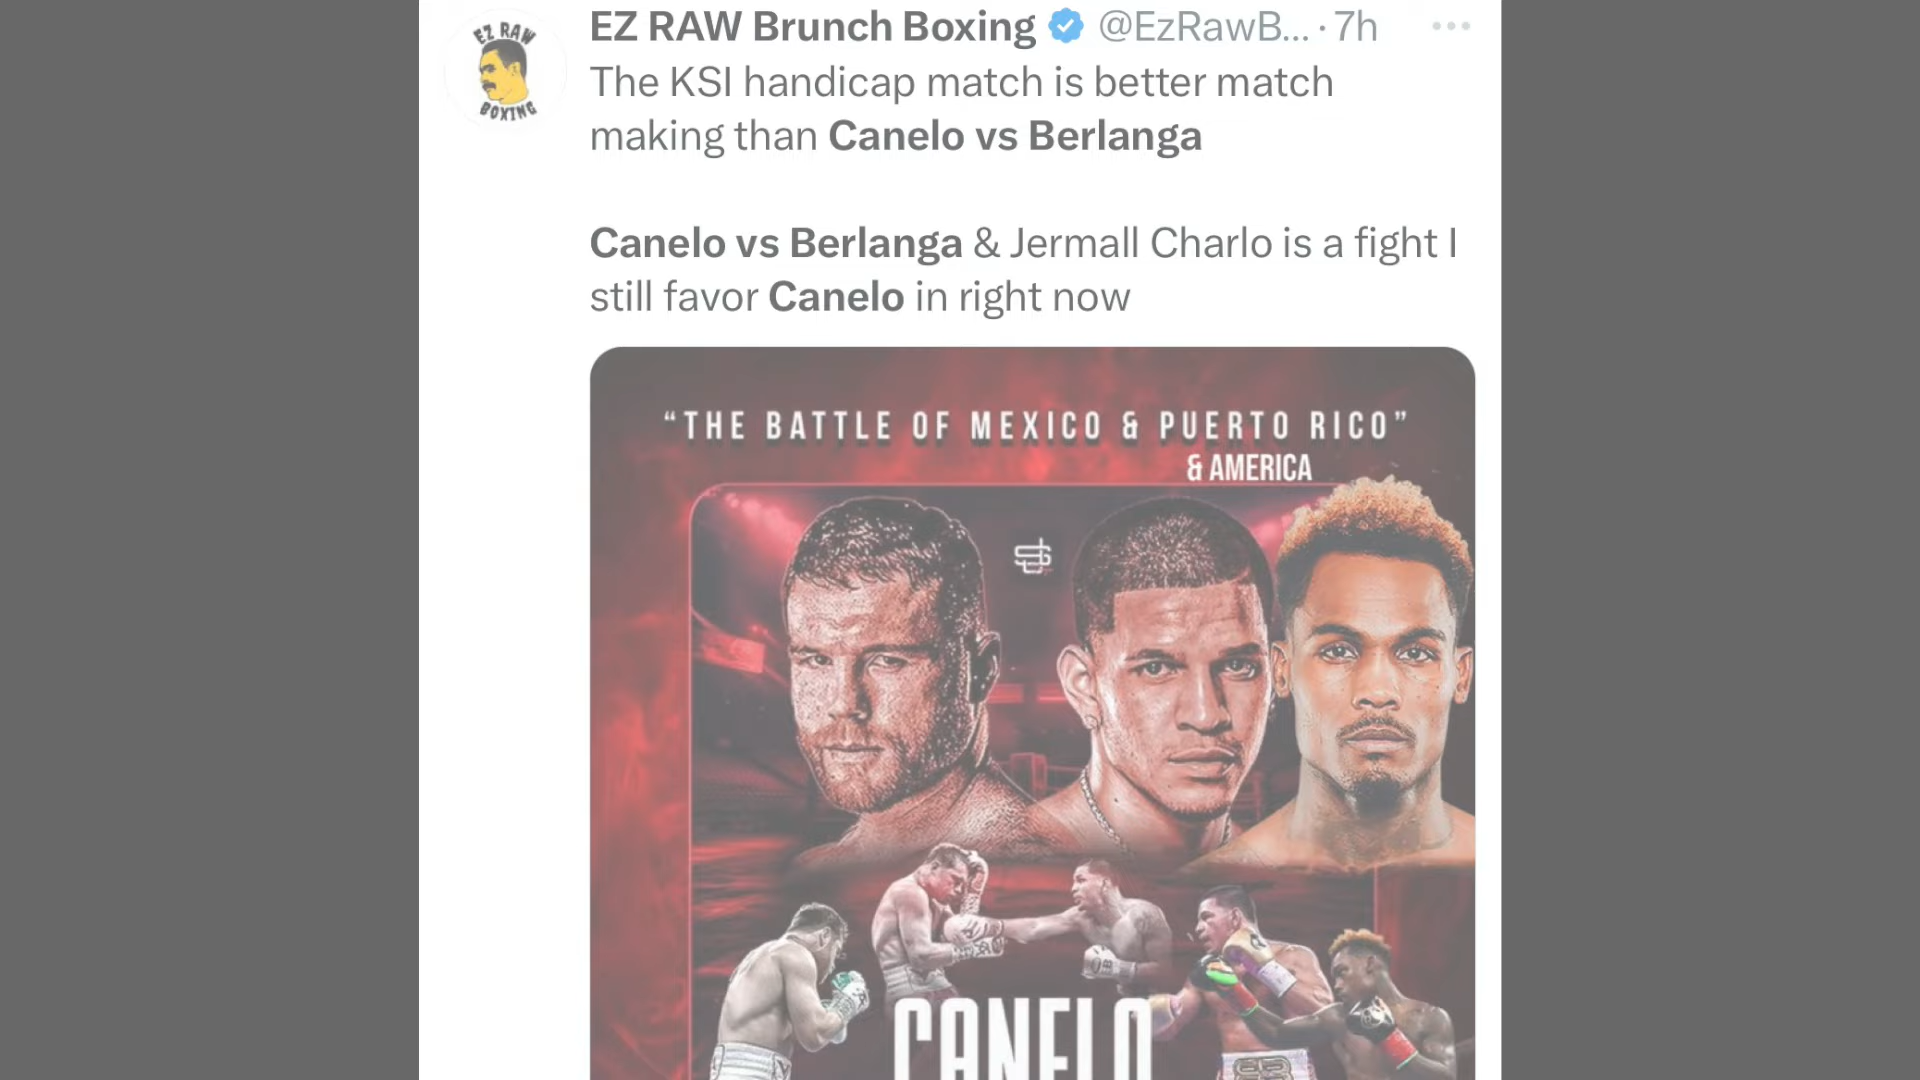 EZ RAW
BOXING
EZ RAW Brunch Boxing @EzRawB... · 7h
The KSI handicap match is better match
making than Canelo vs Berlanga
Canelo vs Berlanga & Jermall Charlo is a fight I
still favor Canelo in right now
“THE BATTLE OF MEXICO & PUERTO RICO”
& AMERICA
CANELO